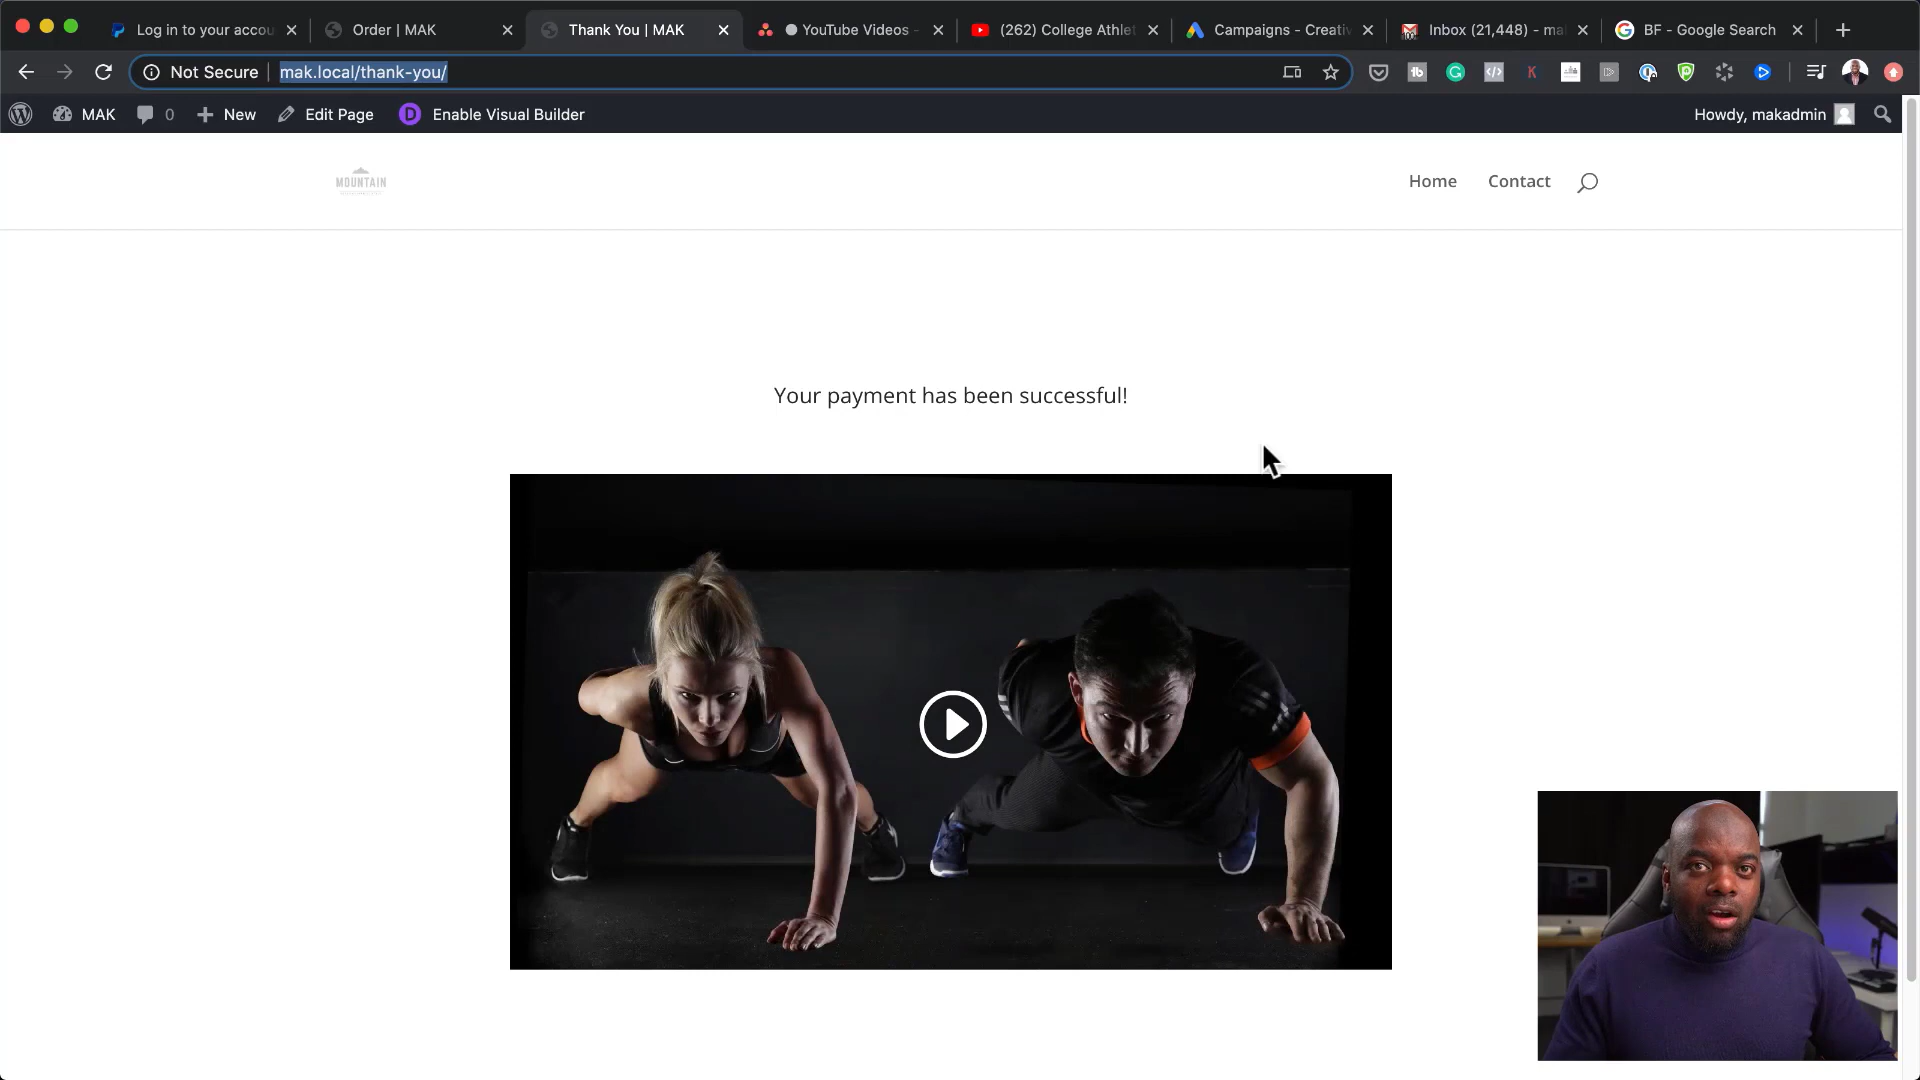 Log in to your accou
Order | MAK
Thank You | MAK
YouTube Videos -
(262) College Athlet
Campaigns - Creativ
Inbox (21,448) - ma
BF - Google Search
Not Secure
mak.local/thank-you/
MAK
0
New
Edit Page
D
Enable Visual Builder
Howdy, makadmin
MOUNTAIN
Home
Contact
Your payment has been successful!